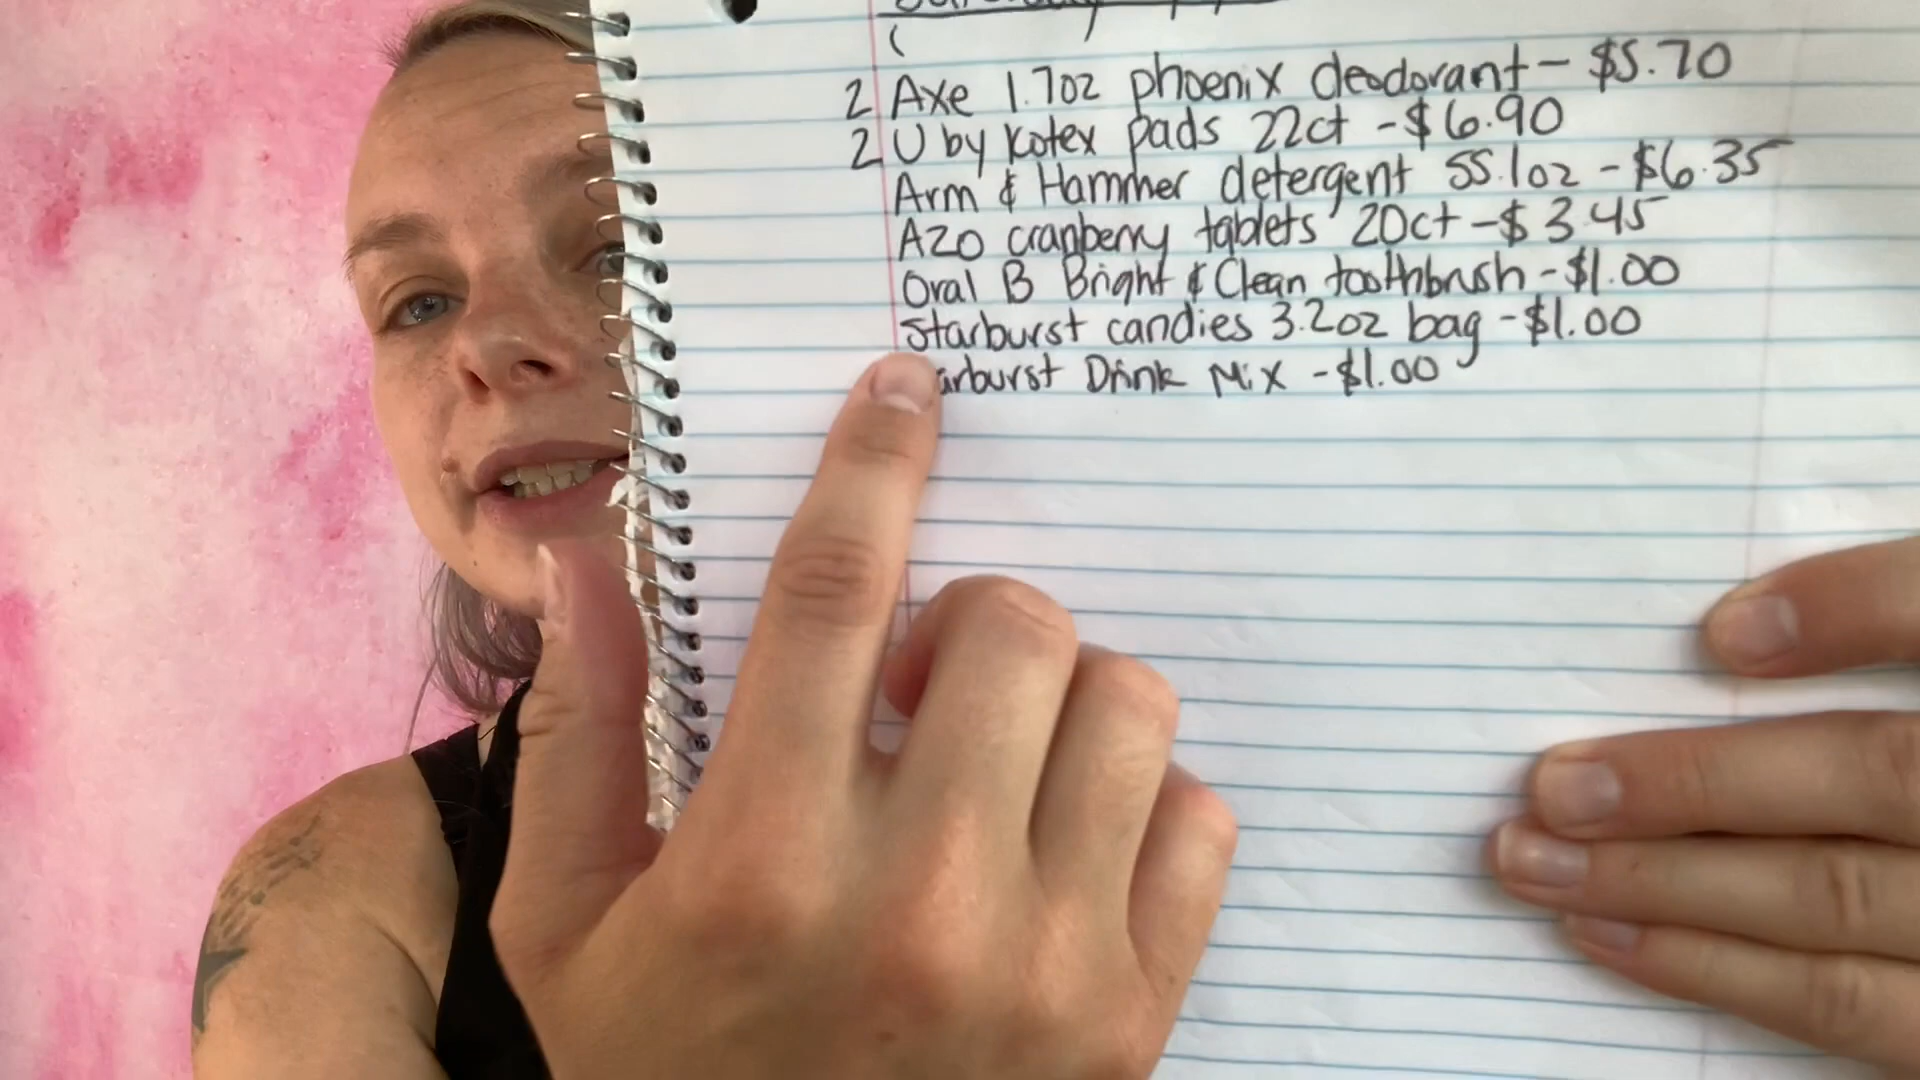 (
2 Axe 1.7oz phoenix deodorant - $5.70
2 U by Kotex pads 22ct - $6.90
Arm & Hammer detergent 55.1oz - $6.35
AZO cranberry tablets 20ct - $3.45
Oral B Bright & Clean toothbrush - $1.00
Starburst candies 3.2oz bag - $1.00
arburst Drink Mix - $1.00